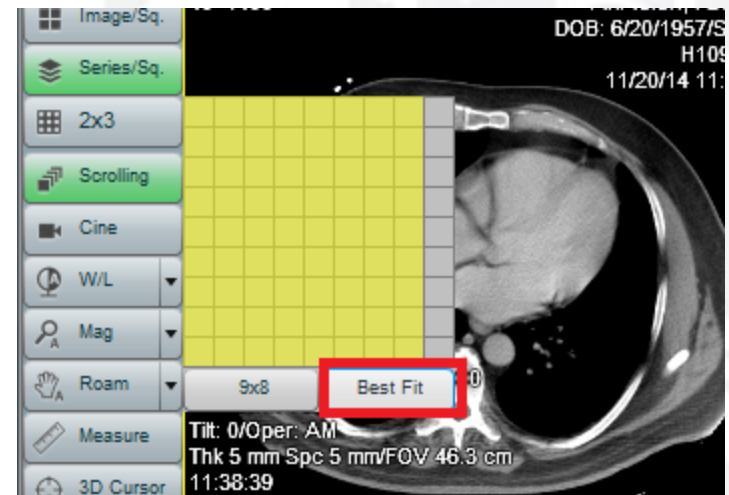 Image/Sq.
DOB: 6/20/1957/S
Series/Sq.
H109
11/20/14 11:
2x3
Scrolling
Cine
W/L
Mag
Roam
9x8
Best Fit
Measure
Tilt: 0/Oper: AM
Thk 5 mm Spc 5 mm/FOV 46.3 cm
3D Cursor
11:38:39